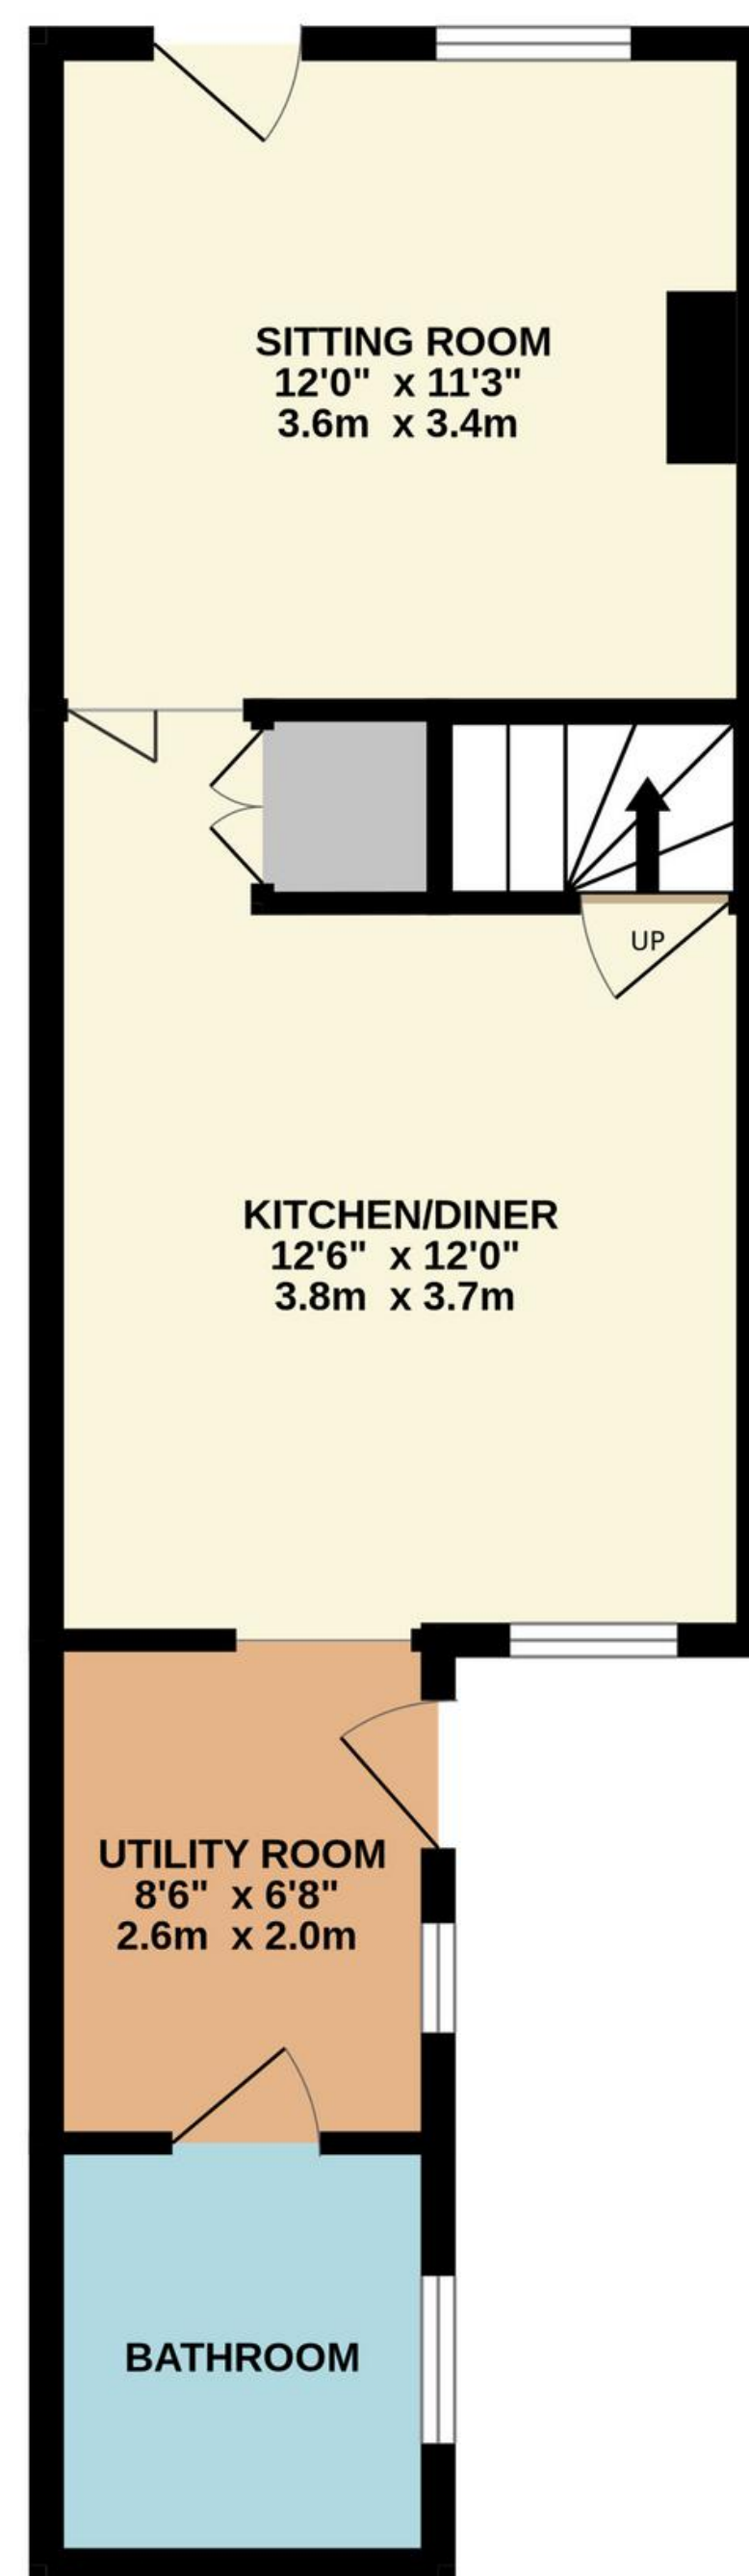 SITTING ROOM
12'0" x 11'3"
3.6m x 3.4m
UP
KITCHEN/DINER
12'6" x 12'0"
3.8m x 3.7m
UTILITY ROOM
8'6" x 6'8"
2.6m x 2.0m
BATHROOM